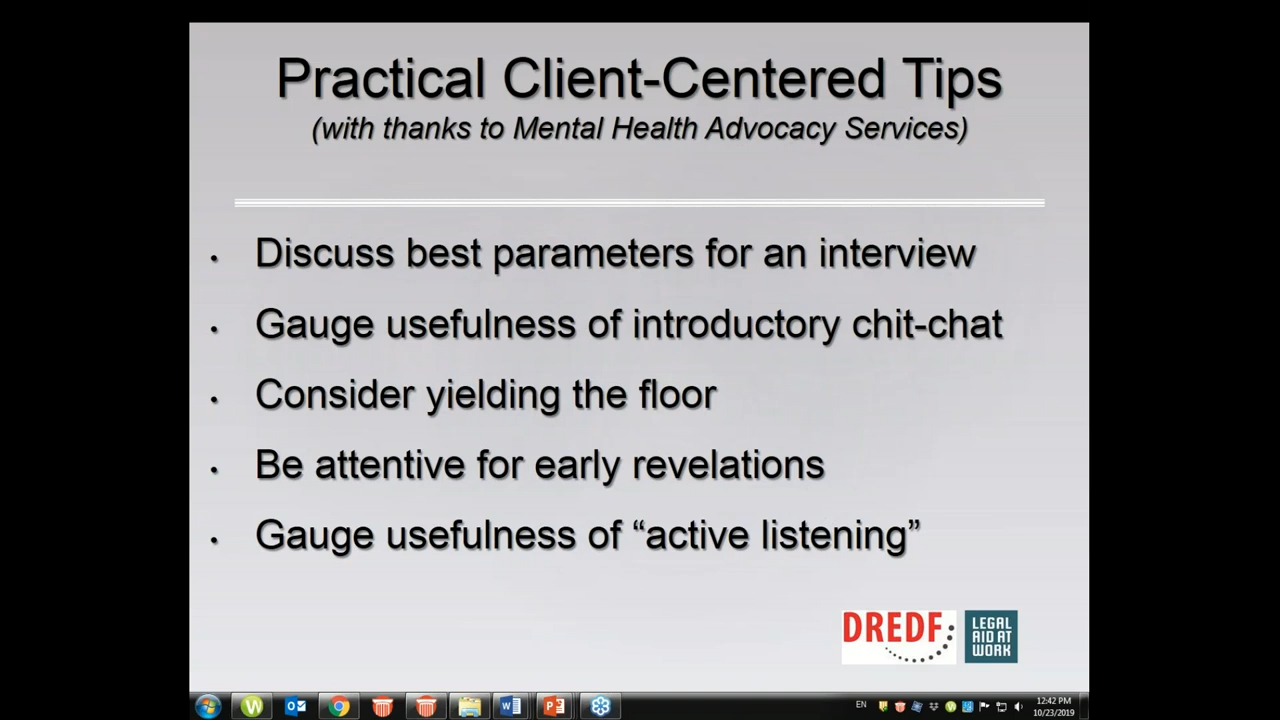 Practical Client-Centered Tips
(with thanks to Mental Health Advocacy Services)
• Discuss best parameters for an interview
• Gauge usefulness of introductory chit-chat
• Consider yielding the floor
• Be attentive for early revelations
• Gauge usefulness of “active listening”
DREDF
LEGAL
AID AT
WORK
EN
12:42 PM
10/23/2019